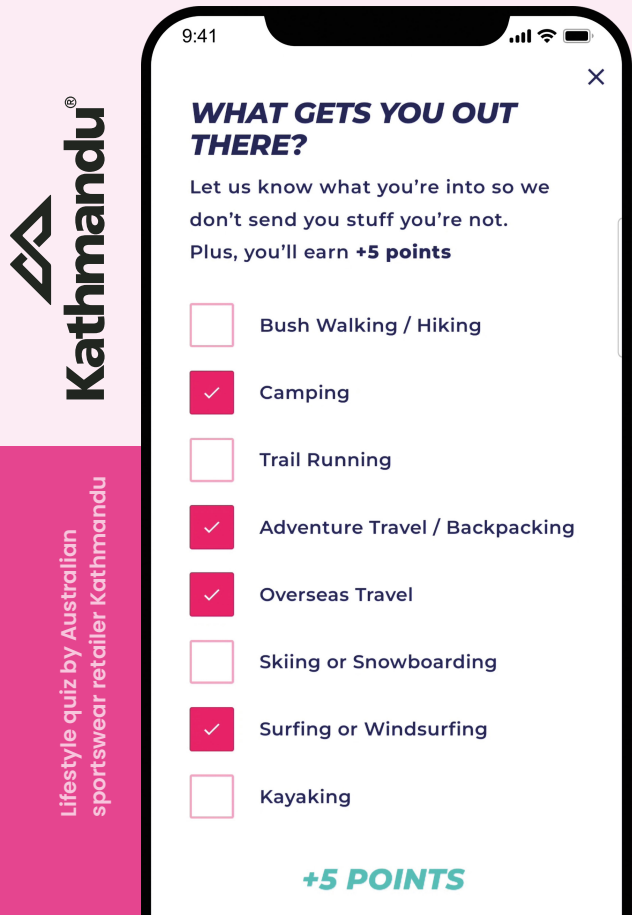 Kathmandu®
Lifestyle quiz by Australian
sportswear retailer Kathmandu
9:41
WHAT GETS YOU OUT
THERE?
Let us know what you’re into so we
don’t send you stuff you’re not.
Plus, you’ll earn +5 points
Bush Walking / Hiking
Camping
Trail Running
Adventure Travel / Backpacking
Overseas Travel
Skiing or Snowboarding
Surfing or Windsurfing
Kayaking
+5 POINTS